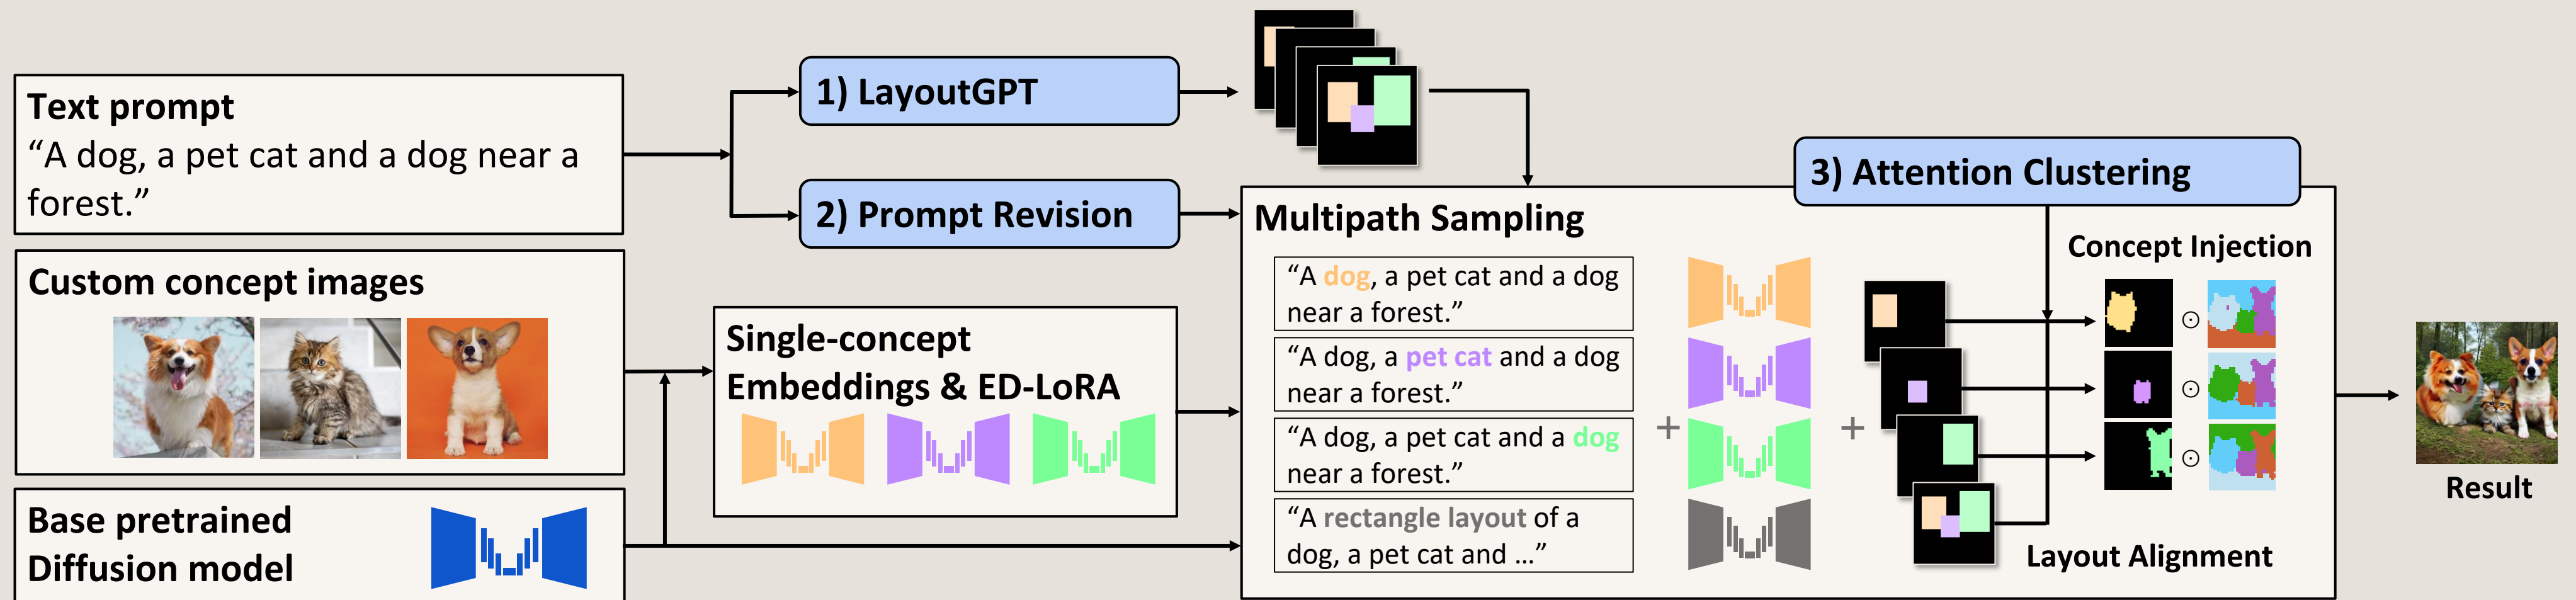 Text prompt
“A dog, a pet cat and a dog near a
forest.”
Custom concept images
Base pretrained
Diffusion model
1) LayoutGPT
2) Prompt Revision
Single-concept
Embeddings & ED-LoRA
Multipath Sampling
“A dog, a pet cat and a dog
near a forest.”
“A dog, a pet cat and a dog
near a forest.”
“A dog, a pet cat and a dog
near a forest.”
“A rectangle layout of a
dog, a pet cat and ...”
+
+
3) Attention Clustering
Concept Injection
⊙
⊙
⊙
Layout Alignment
Result